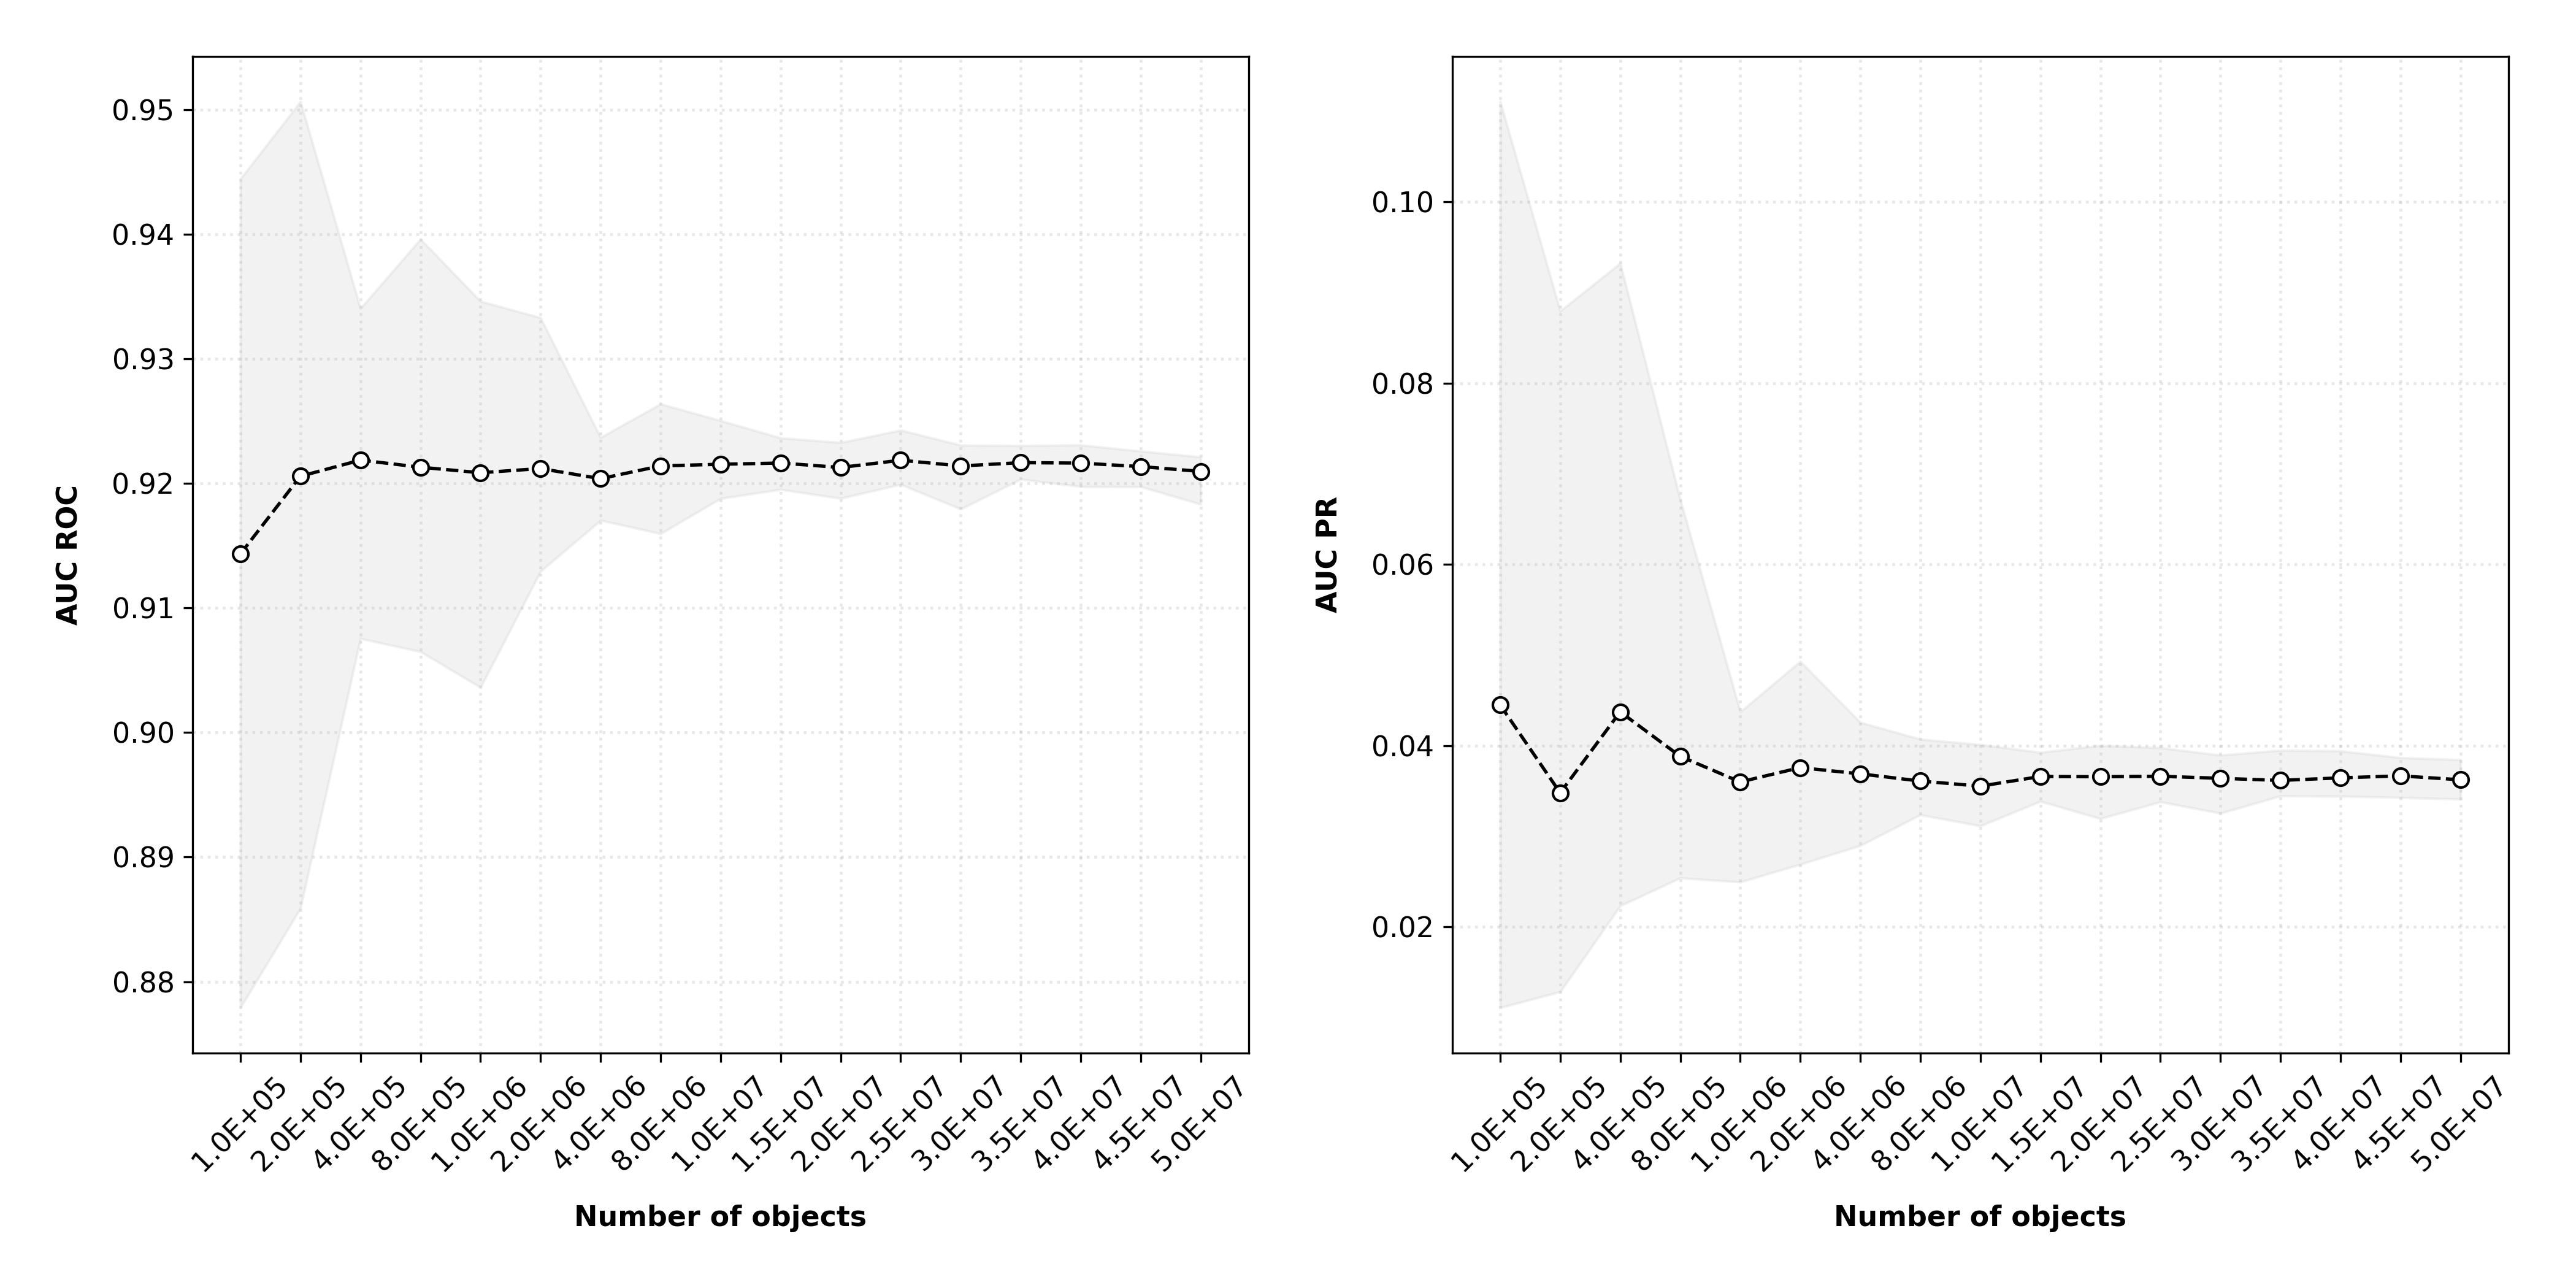 0.95
0.94
0.93
0.92
0.91
0.90
0.89
0.88
AUC ROC
1.0E+05 2.0E+05 4.0E+05 8.0E+05 1.0E+06 2.0E+06 4.0E+06 8.0E+06 1.0E+07 1.5E+07 2.0E+07 2.5E+07 3.0E+07 3.5E+07 4.0E+07 4.5E+07 5.0E+07
Number of objects
0.10
0.08
0.06
0.04
0.02
AUC PR
1.0E+05 2.0E+05 4.0E+05 8.0E+05 1.0E+06 2.0E+06 4.0E+06 8.0E+06 1.0E+07 1.5E+07 2.0E+07 2.5E+07 3.0E+07 3.5E+07 4.0E+07 4.5E+07 5.0E+07
Number of objects